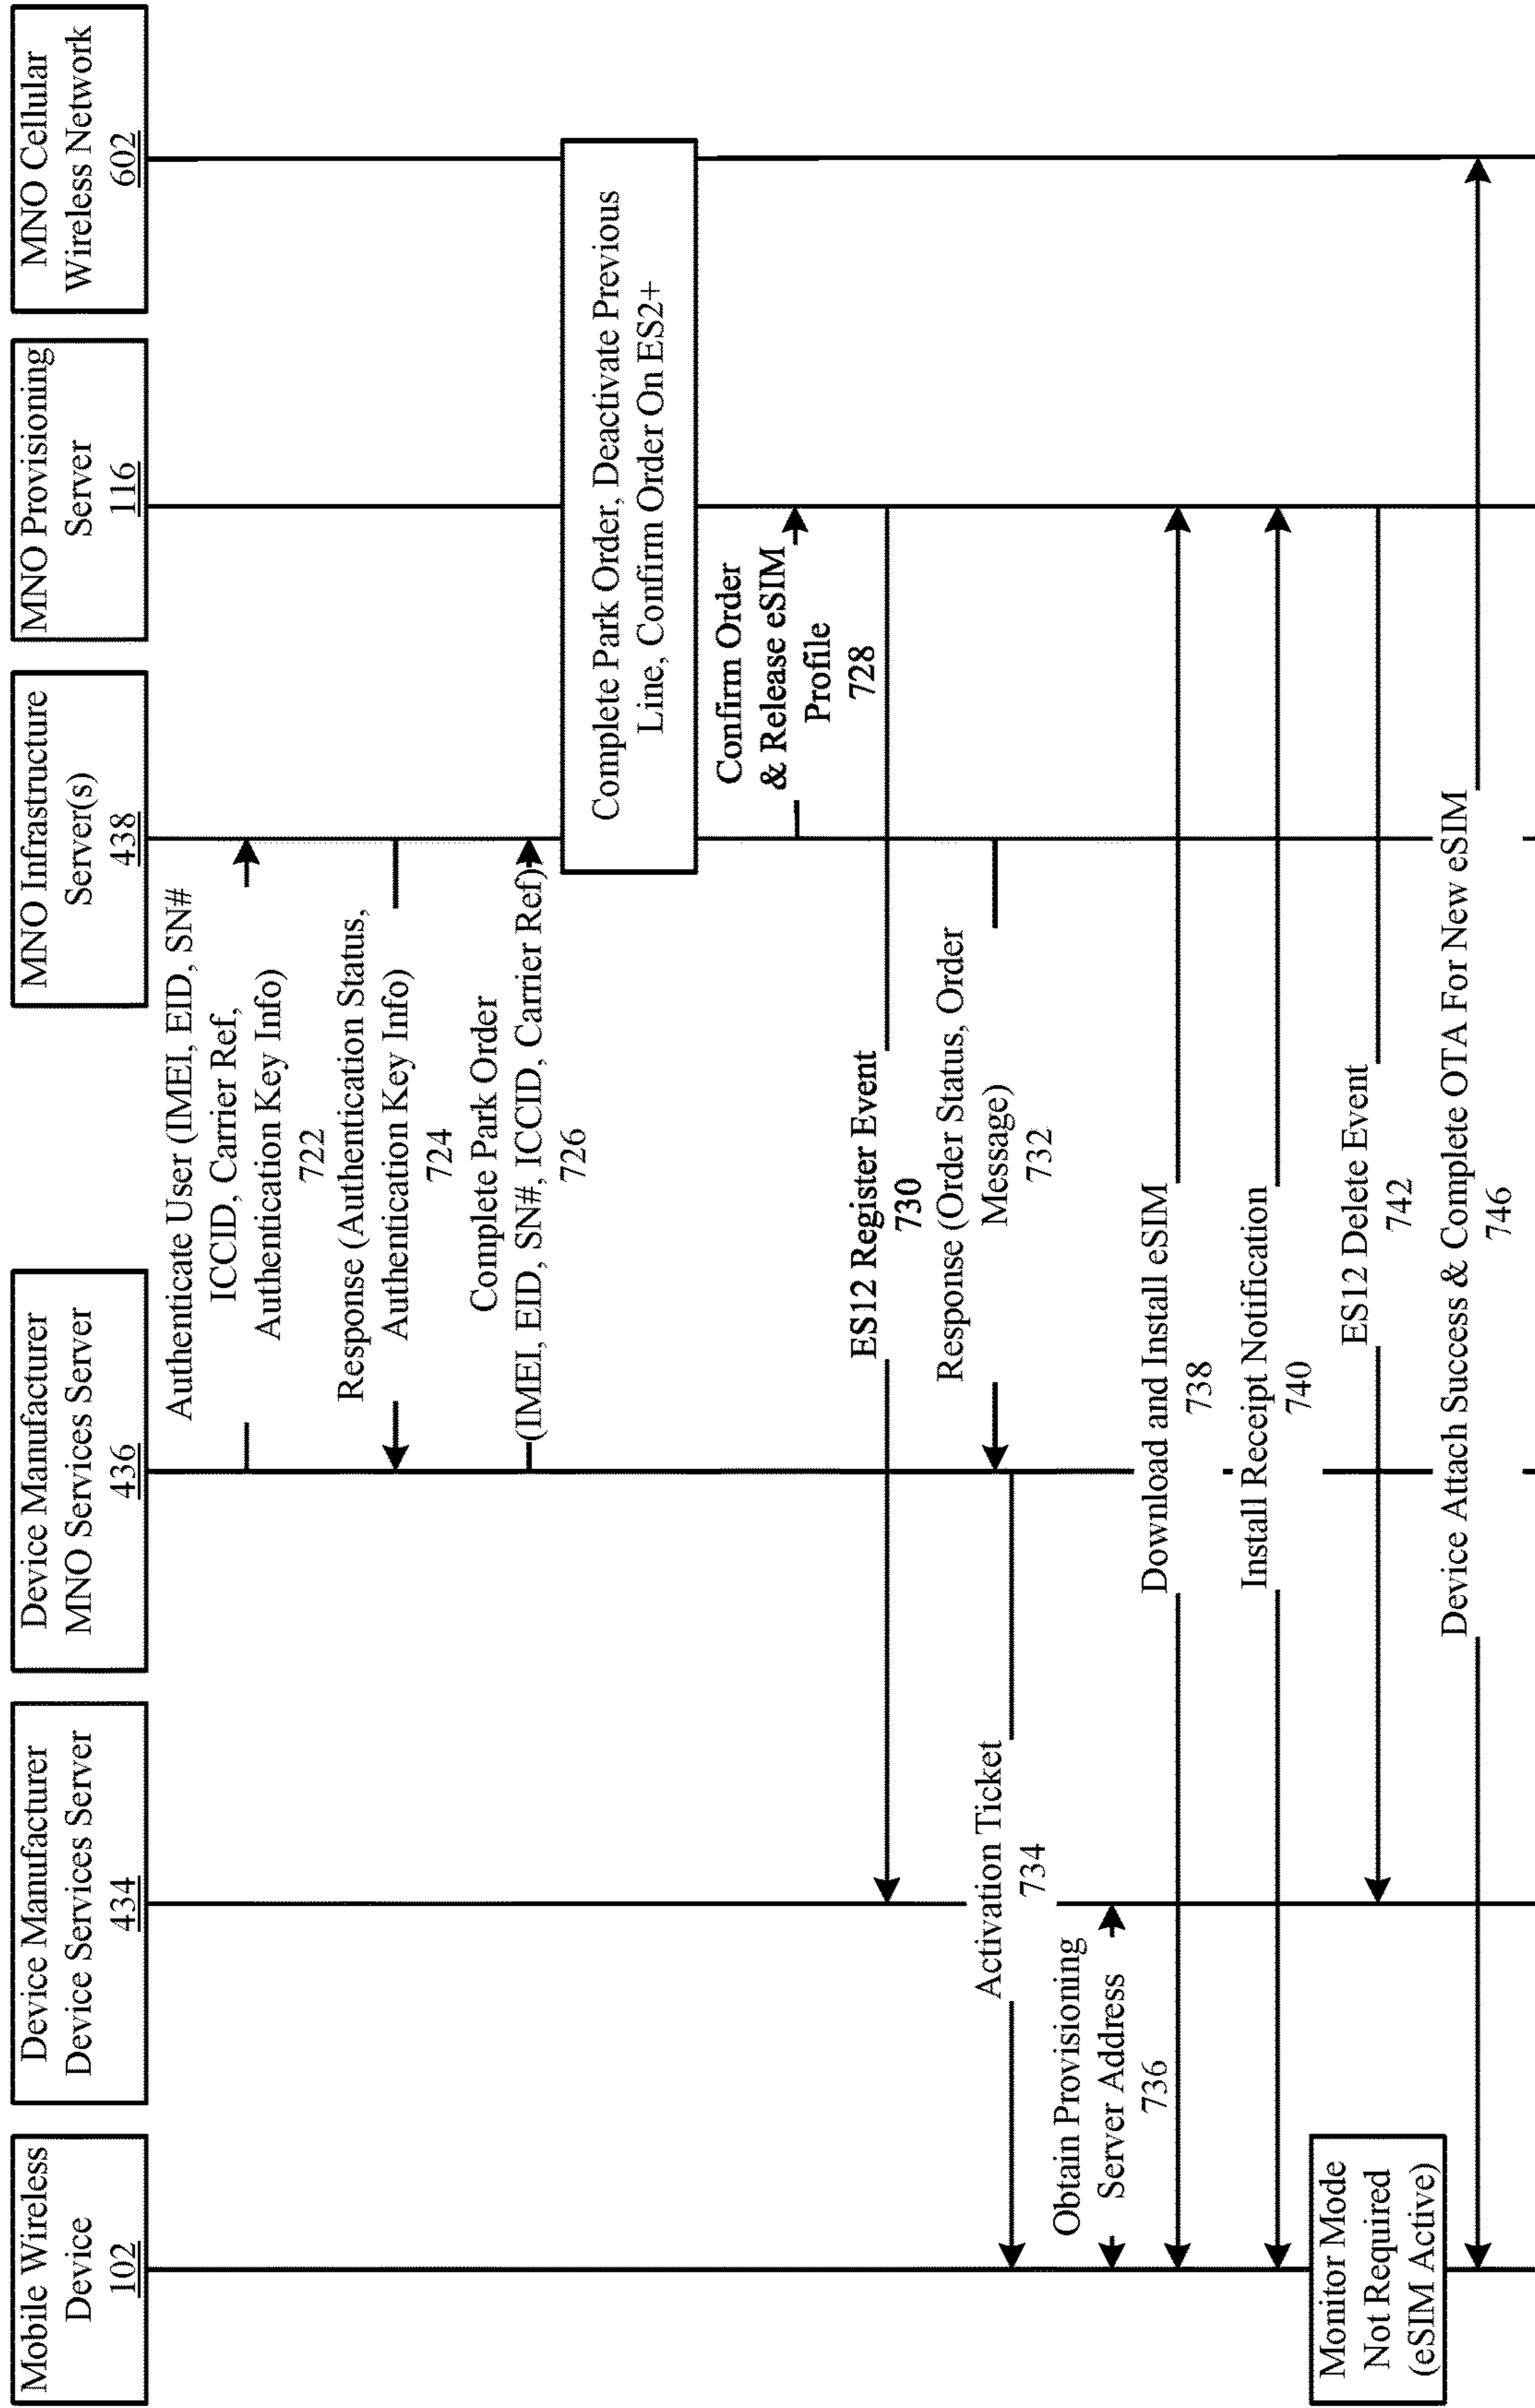 Mobile Wireless
Device
102
Device Manufacturer
Device Services Server
434
Device Manufacturer
MNO Services Server
436
MNO Infrastructure
Server(s)
438
MNO Provisioning
Server
116
MNO Cellular
Wireless Network
602
Authenticate User (IMEI, EID, SN#
ICCID, Carrier Ref,
Authentication Key Info)
722
Response (Authentication Status,
Authentication Key Info)
724
Complete Park Order
(IMEI, EID, SN#, ICCID, Carrier Ref)
726
Complete Park Order, Deactivate Previous
Line, Confirm Order On ES2+
Confirm Order
& Release eSIM
Profile
728
ES12 Register Event
730
Response (Order Status, Order
Message)
732
Activation Ticket
734
Obtain Provisioning
Server Address
736
Download and Install eSIM
738
Install Receipt Notification
740
Monitor Mode
Not Required
(eSIM Active)
ES12 Delete Event
742
Device Attach Success & Complete OTA For New eSIM
746